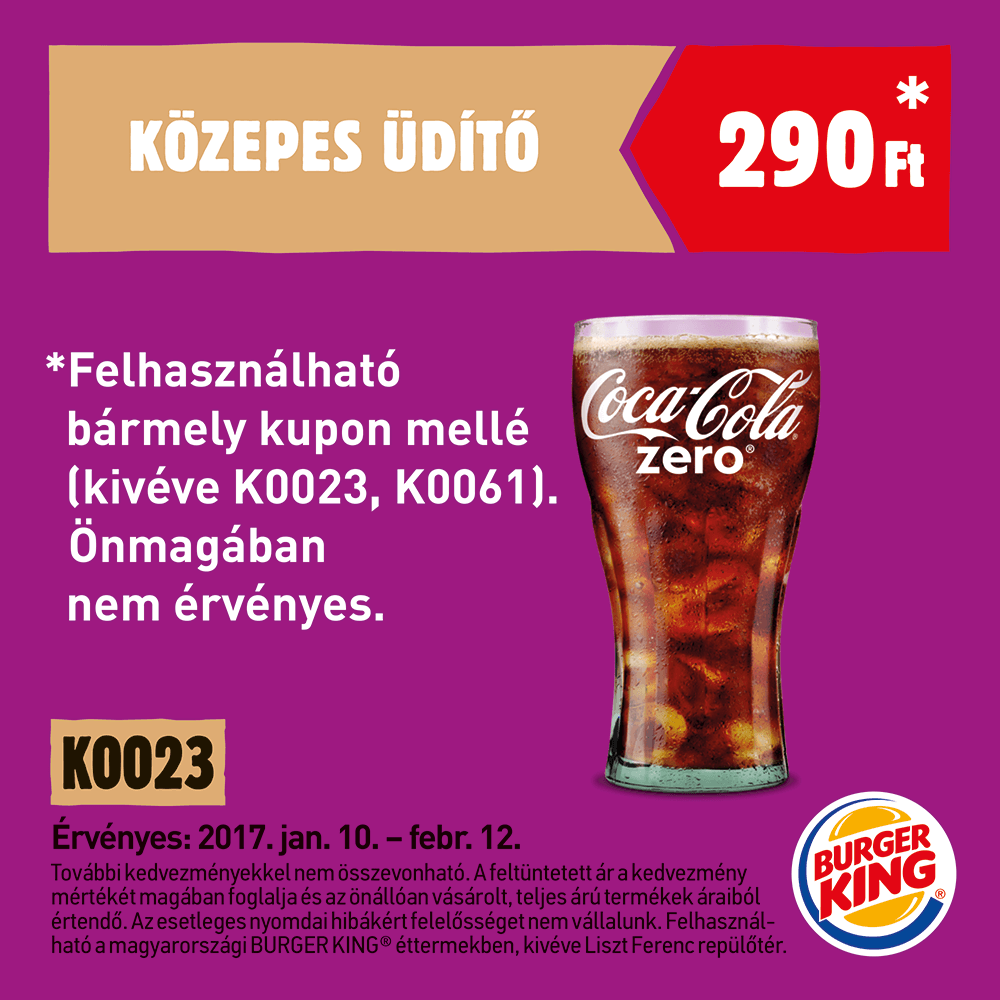 KÖZEPES ÜDÍTŐ
290 Ft*
*Felhasználható
bármely kupon mellé
(kivéve K0023, K0061).
Önmagában
nem érvényes.
Coca-Cola
zero®
K0023
Érvényes: 2017. jan. 10. – febr. 12.
További kedvezményekkel nem összevonható. A feltüntetett ár a kedvezmény
mértékét magában foglalja és az önállóan vásárolt, teljes árú termékek áraiból
értendő. Az esetleges nyomdai hibákért felelősséget nem vállalunk. Felhasznál-
ható a magyarországi BURGER KING® éttermekben, kivéve Liszt Ferenc repülőtér.
BURGER
KING®